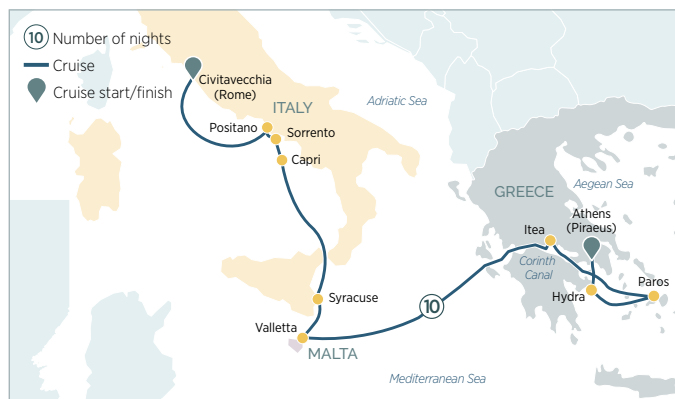 10 Number of nights
Cruise
Cruise start/finish
Civitavecchia
(Rome)
ITALY
Adriatic Sea
Positano
Sorrento
Capri
GREECE
Aegean Sea
Athens
(Piraeus)
Itea
Corinth
Canal
Paros
Hydra
Syracuse
10
Valletta
MALTA
Mediterranean Sea